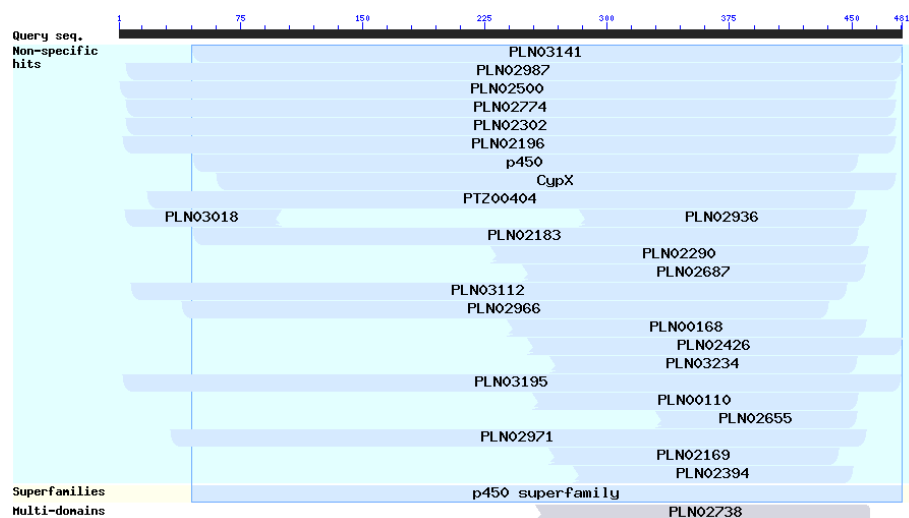 1 75 150 225 300 375 450 481
Query seq.
Non-specific
hits
PLN03141
PLN02987
PLN02500
PLN02774
PLN02302
PLN02196
p450
CypX
PTZ00404
PLN03018 PLN02936
PLN02183
PLN02290
PLN02687
PLN03112
PLN02966
PLN00168
PLN02426
PLN03234
PLN03195
PLN00110
PLN02655
PLN02971
PLN02169
PLN02394
Superfamilies p450 superfamily
Multi-domains PLN02738